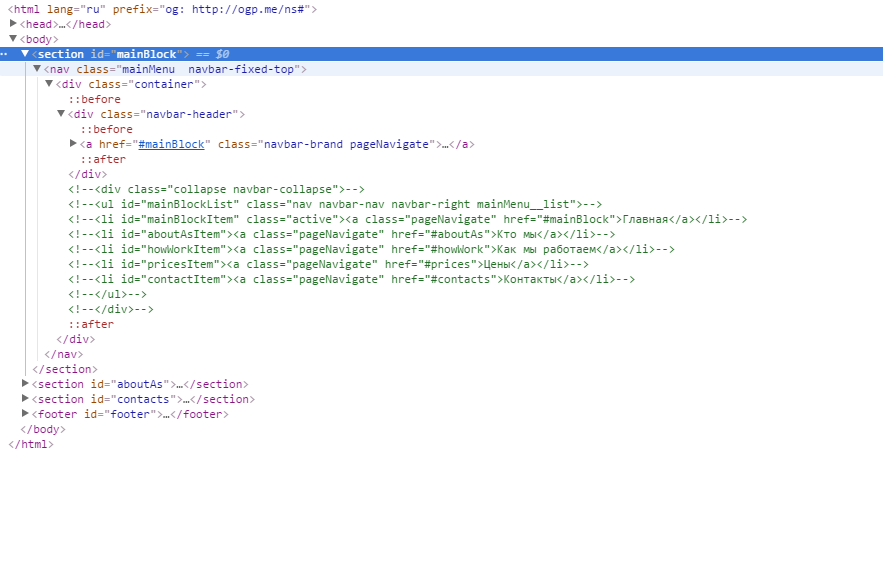 <html lang="ru" prefix="og: http://ogp.me/ns#">
<head>…</head>
<body>
<section id="mainBlock"> == $0
<nav class="mainMenu  navbar-fixed-top">
<div class="container">
::before
<div class="navbar-header">
::before
<a href="#mainBlock" class="navbar-brand pageNavigate">…</a>
::after
</div>
<!--<div class="collapse navbar-collapse">-->
<!--<ul id="mainBlockList" class="nav navbar-nav navbar-right mainMenu__list">-->
<!--<li id="mainBlockItem" class="active"><a class="pageNavigate" href="#mainBlock">Главная</a></li>-->
<!--<li id="aboutAsItem"><a class="pageNavigate" href="#aboutAs">Кто мы</a></li>-->
<!--<li id="howWorkItem"><a class="pageNavigate" href="#howWork">Как мы работаем</a></li>-->
<!--<li id="pricesItem"><a class="pageNavigate" href="#prices">Цены</a></li>-->
<!--<li id="contactItem"><a class="pageNavigate" href="#contacts">Контакты</a></li>-->
<!--</ul>-->
<!--</div>-->
::after
</div>
</nav>
</section>
<section id="aboutAs">…</section>
<section id="contacts">…</section>
<footer id="footer">…</footer>
</body>
</html>